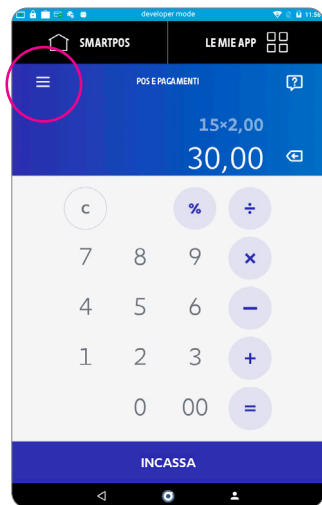 developer mode 11:56
SMARTPOS LE MIE APP
POS E PAGAMENTI ?
15×2,00
30,00
C % ÷
7 8 9 ×
4 5 6 −
1 2 3 +
0 00 =
INCASSA